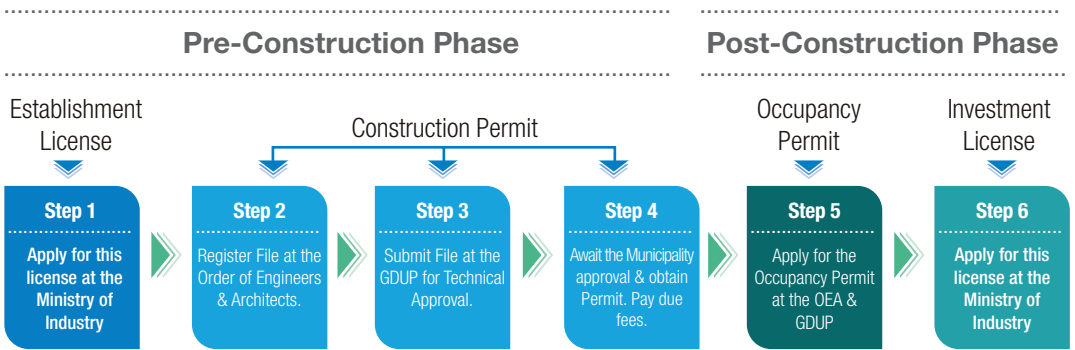 Pre-Construction Phase
Post-Construction Phase
Establishment
License
Construction Permit
Occupancy
Permit
Investment
License
Step 1
Apply for this
license at the
Ministry of
Industry
Step 2
Register File at the
Order of Engineers
& Architects.
Step 3
Submit File at the
GDUP for Technical
Approval.
Step 4
Await the Municipality
approval & obtain
Permit. Pay due
fees.
Step 5
Apply for the
Occupancy Permit
at the OEA &
GDUP
Step 6
Apply for this
license at the
Ministry of
Industry